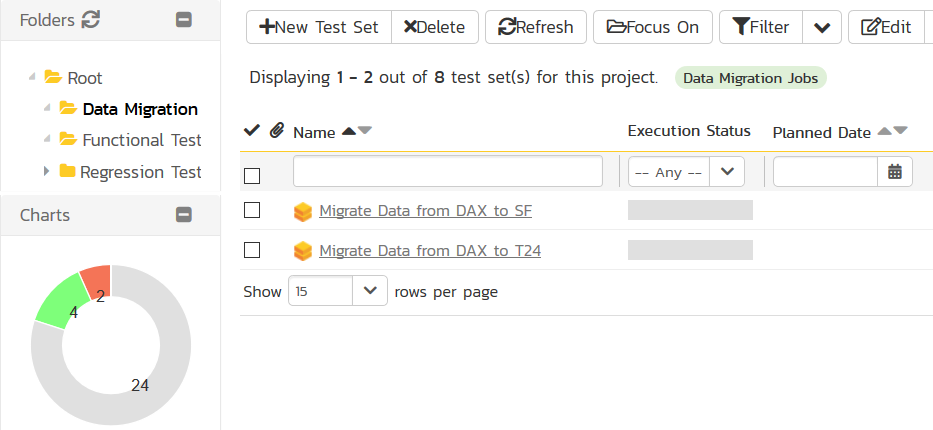 Folders
Root
Data Migration
Functional Test
Regression Test
Charts
2
4
24
New Test Set Delete Refresh Focus On Filter Edit
Displaying 1 - 2 out of 8 test set(s) for this project. Data Migration Jobs
Name Execution Status Planned Date
-- Any --
Migrate Data from DAX to SF
Migrate Data from DAX to T24
Show 15 rows per page